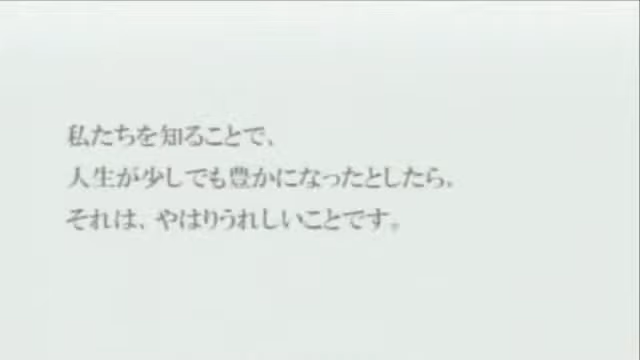 私たちを知ることで、
人生が少しでも豊かになったとしたら、
それは、やはりうれしいことです。